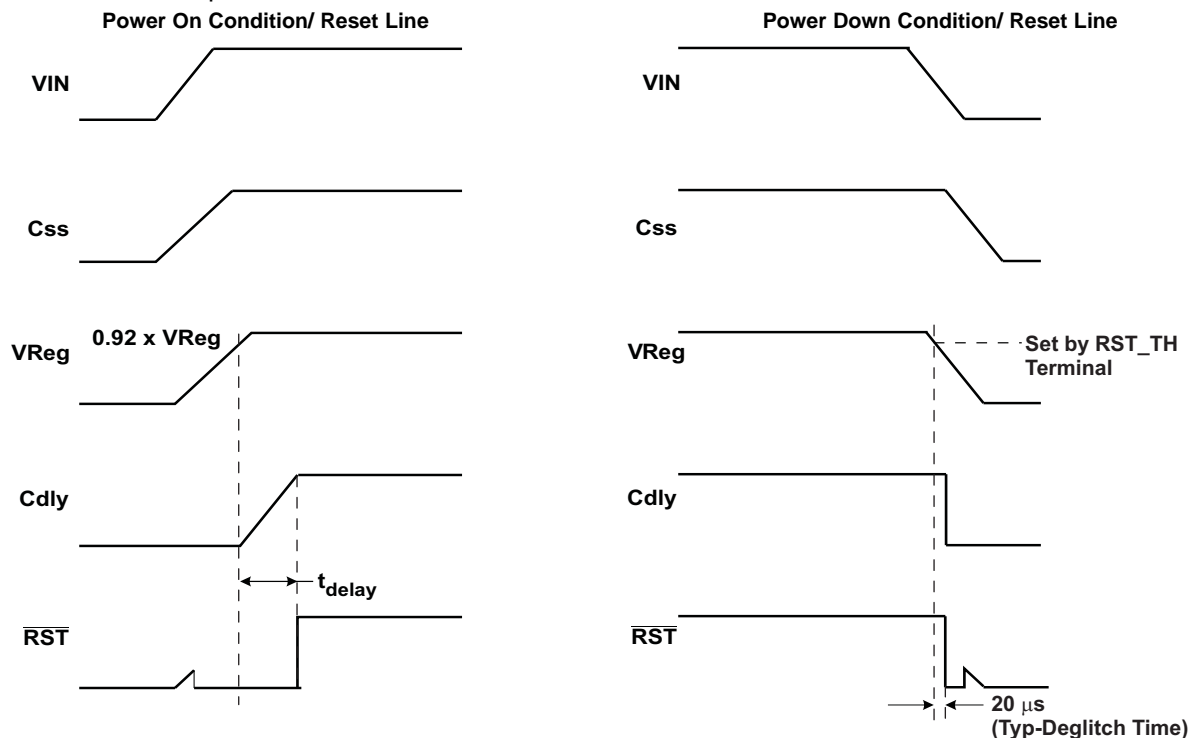 Power On Condition/ Reset Line
VIN
Css
VReg
0.92 x VReg
Cdly
tdelay
RST
Power Down Condition/ Reset Line
VIN
Css
VReg
Set by RST_TH
Terminal
Cdly
RST
20 μs
(Typ-Deglitch Time)